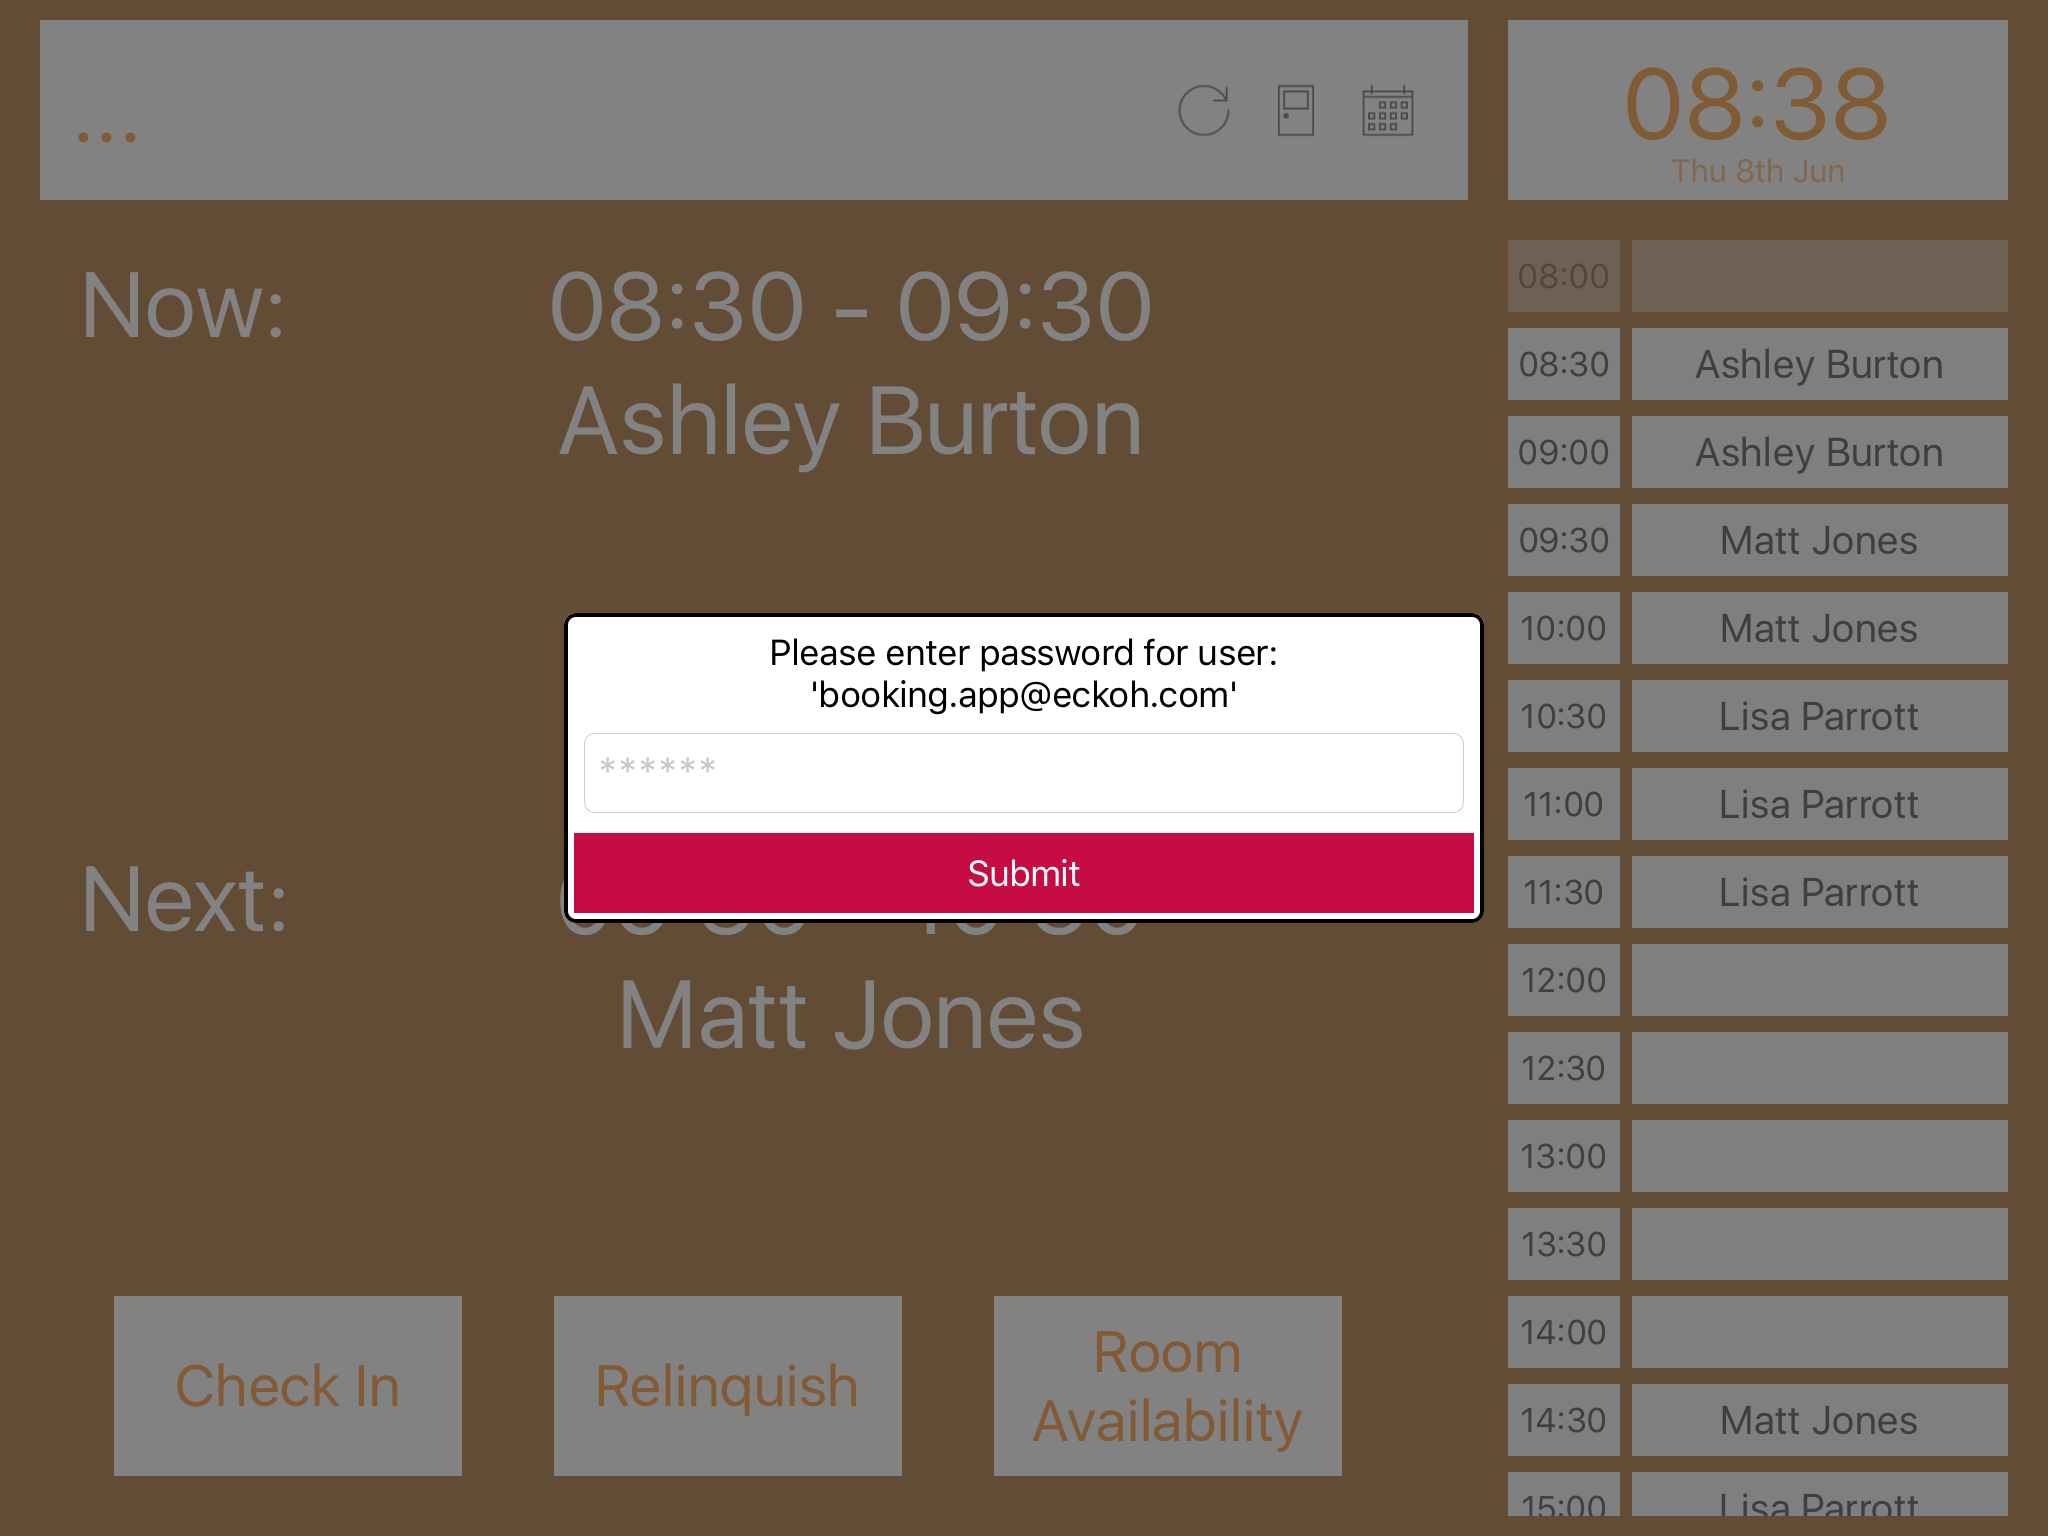 ...
08:38
Thu 8th Jun
Now:
08:30 - 09:30
Ashley Burton
Please enter password for user:
'booking.app@eckoh.com'
******
Submit
Next:
Matt Jones
Check In
Relinquish
Room
Availability
08:00
08:30 Ashley Burton
09:00 Ashley Burton
09:30 Matt Jones
10:00 Matt Jones
10:30 Lisa Parrott
11:00 Lisa Parrott
11:30 Lisa Parrott
12:00
12:30
13:00
13:30
14:00
14:30 Matt Jones
15:00 Lisa Parrott